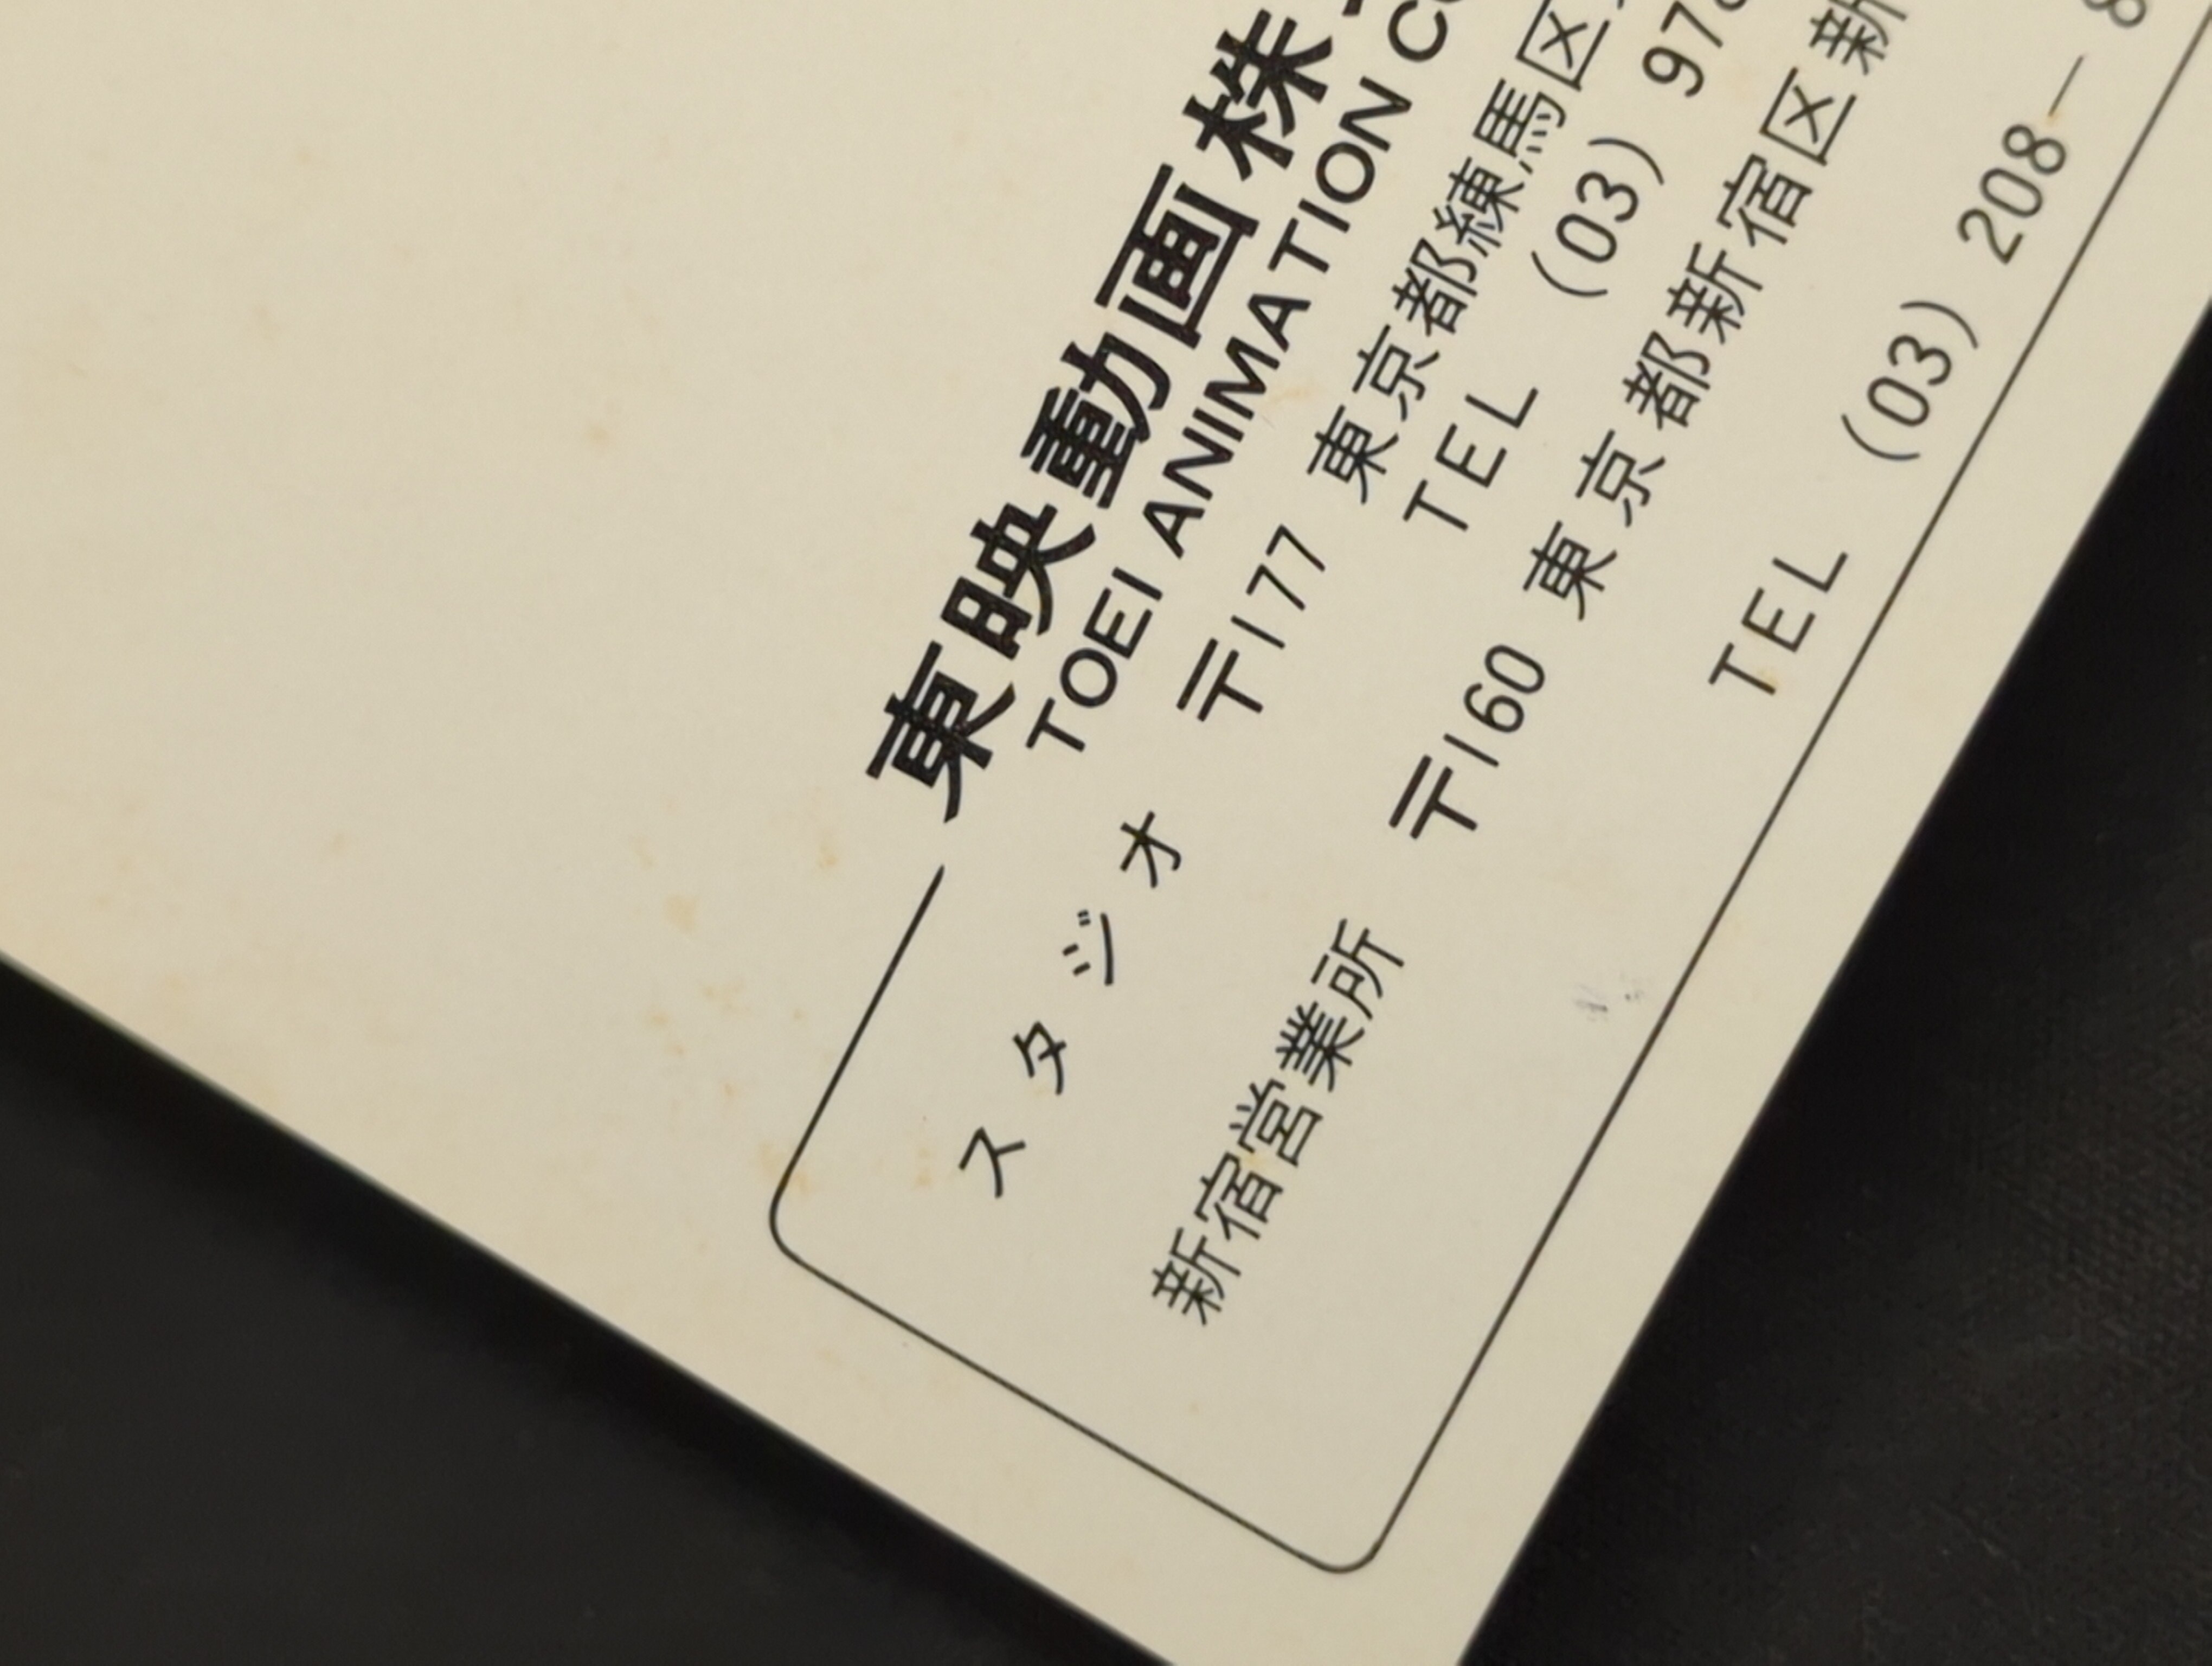 東映動画株
TOEI ANIMATION
スタジオ 〒177 東京都練馬区
TEL (03) 97
新宿営業所 〒160 東京都新宿区新
TEL (03) 208-8